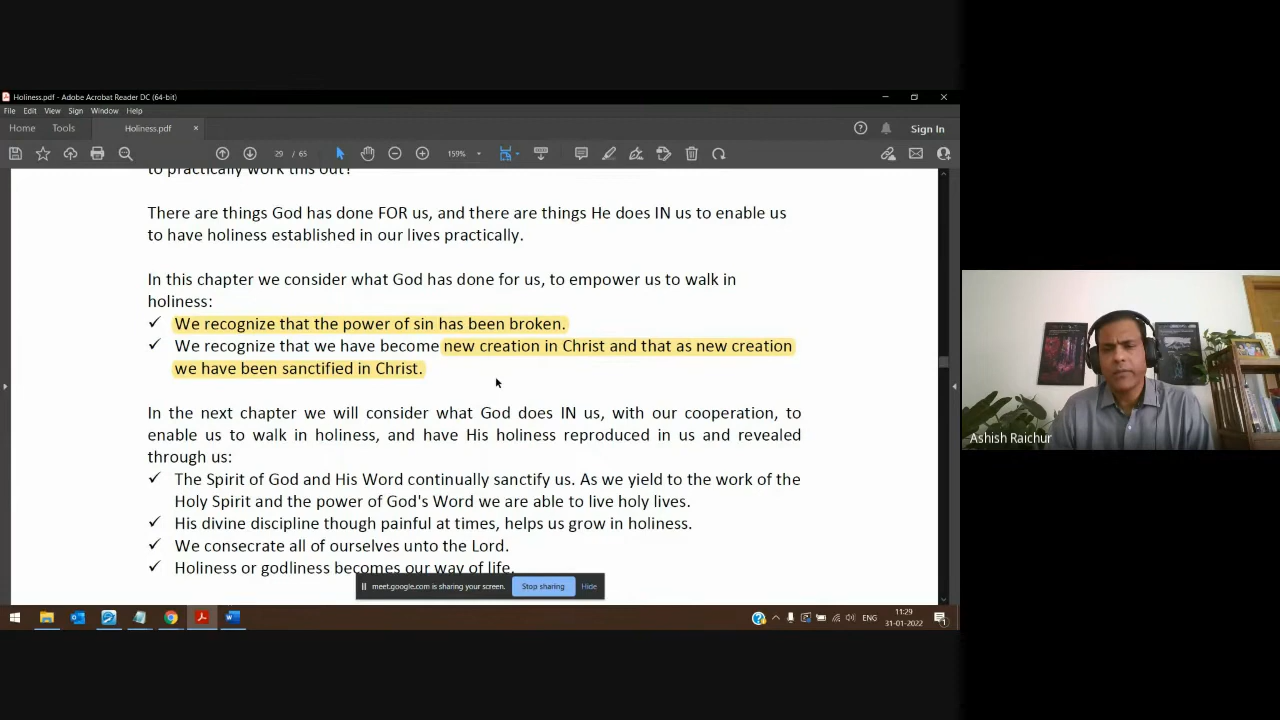 Holiness.pdf - Adobe Acrobat Reader DC (64-bit)
File Edit View Sign Window Help
Home Tools Holiness.pdf × Sign In
29 / 65 159%
to practically work this out?
There are things God has done FOR us, and there are things He does IN us to enable us
to have holiness established in our lives practically.
In this chapter we consider what God has done for us, to empower us to walk in
holiness:
✓ We recognize that the power of sin has been broken.
✓ We recognize that we have become new creation in Christ and that as new creation
we have been sanctified in Christ.
In the next chapter we will consider what God does IN us, with our cooperation, to
enable us to walk in holiness, and have His holiness reproduced in us and revealed
through us:
✓ The Spirit of God and His Word continually sanctify us. As we yield to the work of the
Holy Spirit and the power of God's Word we are able to live holy lives.
✓ His divine discipline though painful at times, helps us grow in holiness.
✓ We consecrate all of ourselves unto the Lord.
✓ Holiness or godliness becomes our way of life.
meet.google.com is sharing your screen. Stop sharing Hide
ENG 11:29
31-01-2022
Ashish Raichur